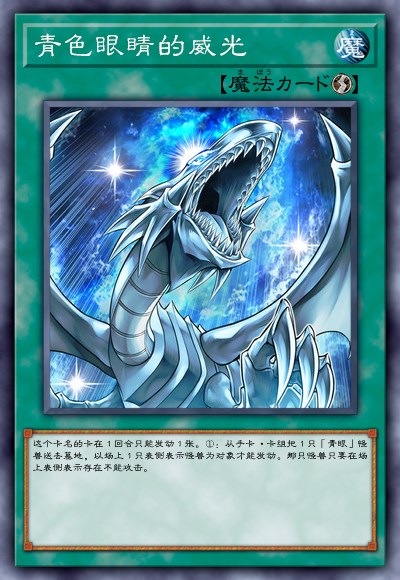 青色眼睛的威光
魔
【魔法カード】
まほう
这个卡名的卡在1回合只能发动1张。①：从手卡·卡组把1只「青眼」怪
兽送去墓地，以场上1只表侧表示怪兽为对象才能发动。那只怪兽只要在场
上表侧表示存在不能攻击。